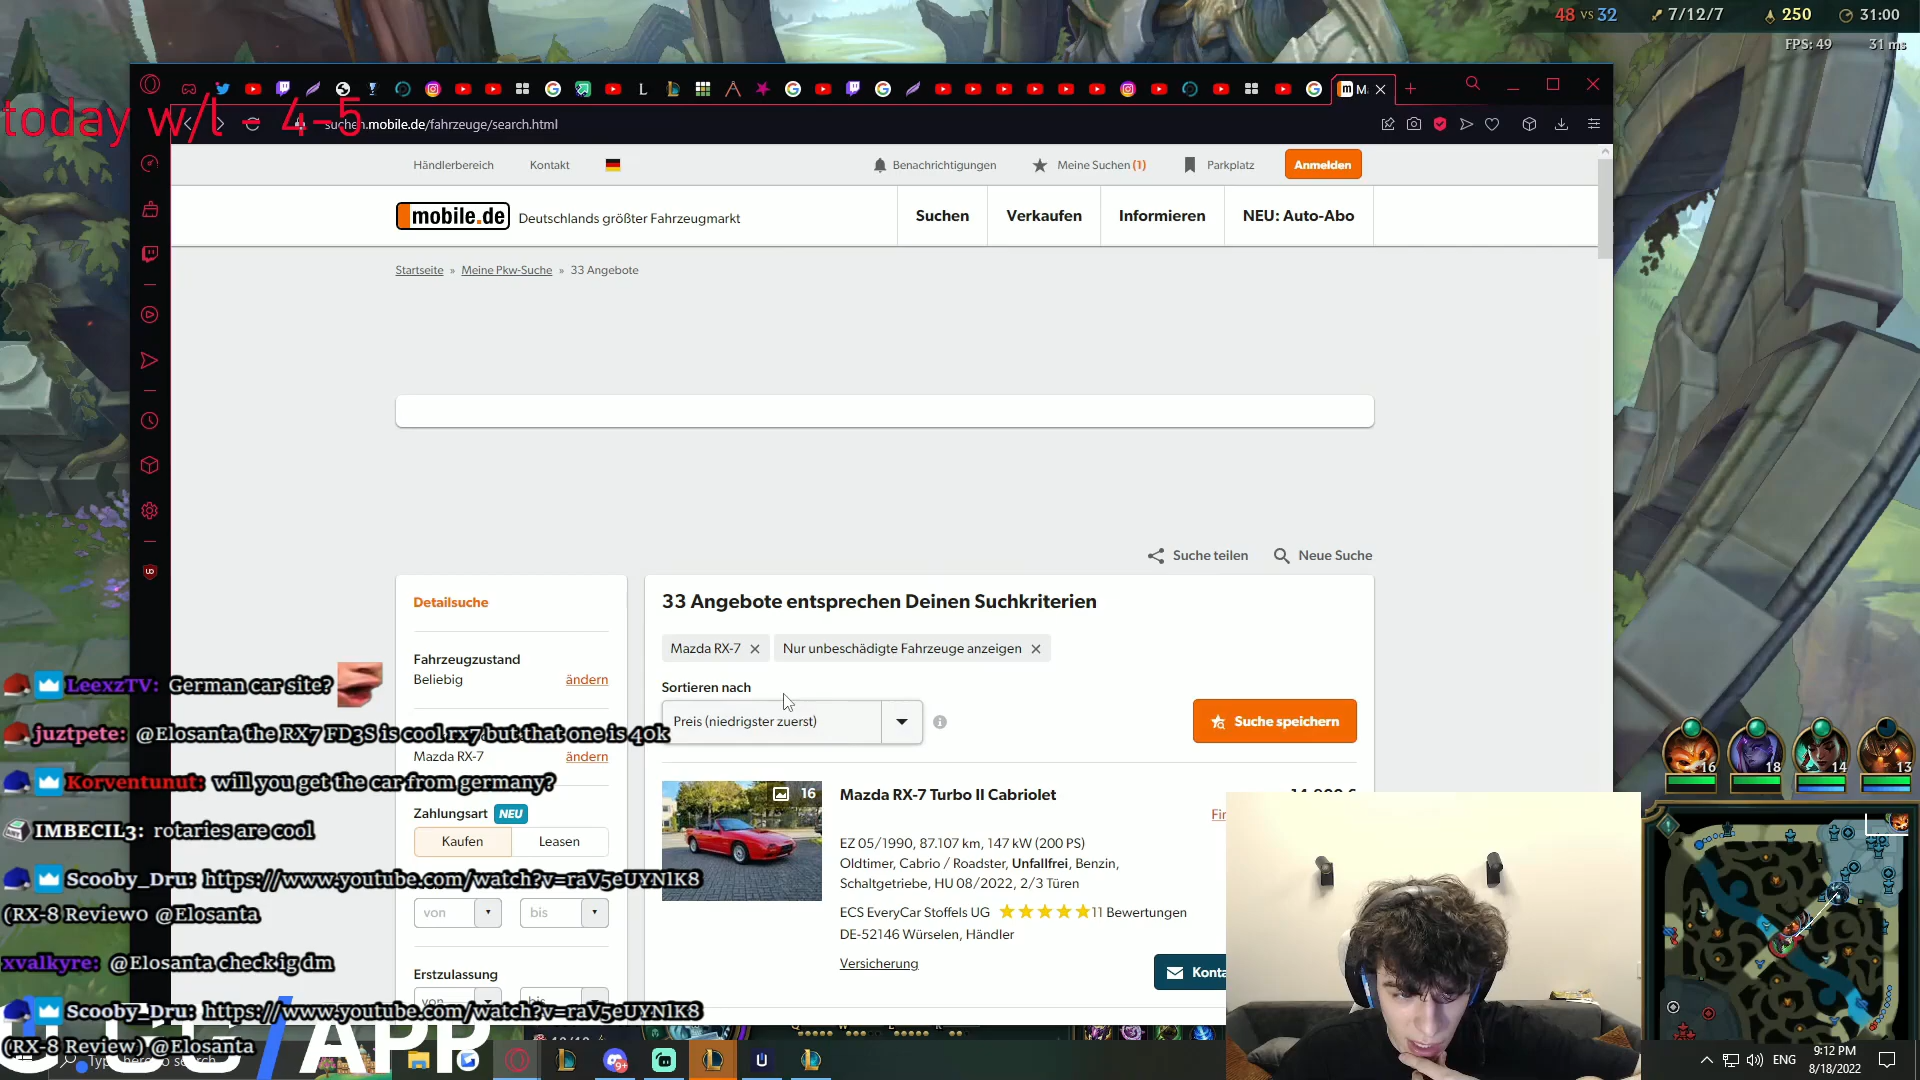 48 vs 32
7/12/7
250
31:00
FPS: 49
31 ms
M
today w/l - 4-5
suchen.mobile.de/fahrzeuge/search.html
Händlerbereich
Kontakt
Benachrichtigungen
Meine Suchen (1)
Parkplatz
Anmelden
mobile.de
Deutschlands größter Fahrzeugmarkt
Suchen
Verkaufen
Informieren
NEU: Auto-Abo
Startseite » Meine Pkw-Suche » 33 Angebote
Suche teilen
Neue Suche
Detailsuche
33 Angebote entsprechen Deinen Suchkriterien
Mazda RX-7
Nur unbeschädigte Fahrzeuge anzeigen
Fahrzeugzustand
Beliebig
ändern
Sortieren nach
Preis (niedrigster zuerst)
Suche speichern
LeexzTV: German car site?
juztpete: @Elosanta the RX7 FD3S is cool rx7 but that one is 40k
Mazda RX-7
ändern
Korventunut: will you get the car from germany?
Zahlungsart NEU
Kaufen
Leasen
IMBECIL3: rotaries are cool
Scooby_Dru: https://www.youtube.com/watch?v=raV5eUYNlK8
(RX-8 Reviewo @Elosanta
von
bis
xvalkyre: @Elosanta check ig dm
Erstzulassung
von
bis
Scooby_Dru: https://www.youtube.com/watch?v=raV5eUYNlK8
(RX-8 Review) @Elosanta
16
Mazda RX-7 Turbo II Cabriolet
EZ 05/1990, 87.107 km, 147 kW (200 PS)
Oldtimer, Cabrio / Roadster, Unfallfrei, Benzin,
Schaltgetriebe, HU 08/2022, 2/3 Türen
ECS EveryCar Stoffels UG
11 Bewertungen
DE-52146 Würselen, Händler
Versicherung
Konta
16
18
14
13
/APP
Type here to search
9+
ENG
9:12 PM
8/18/2022